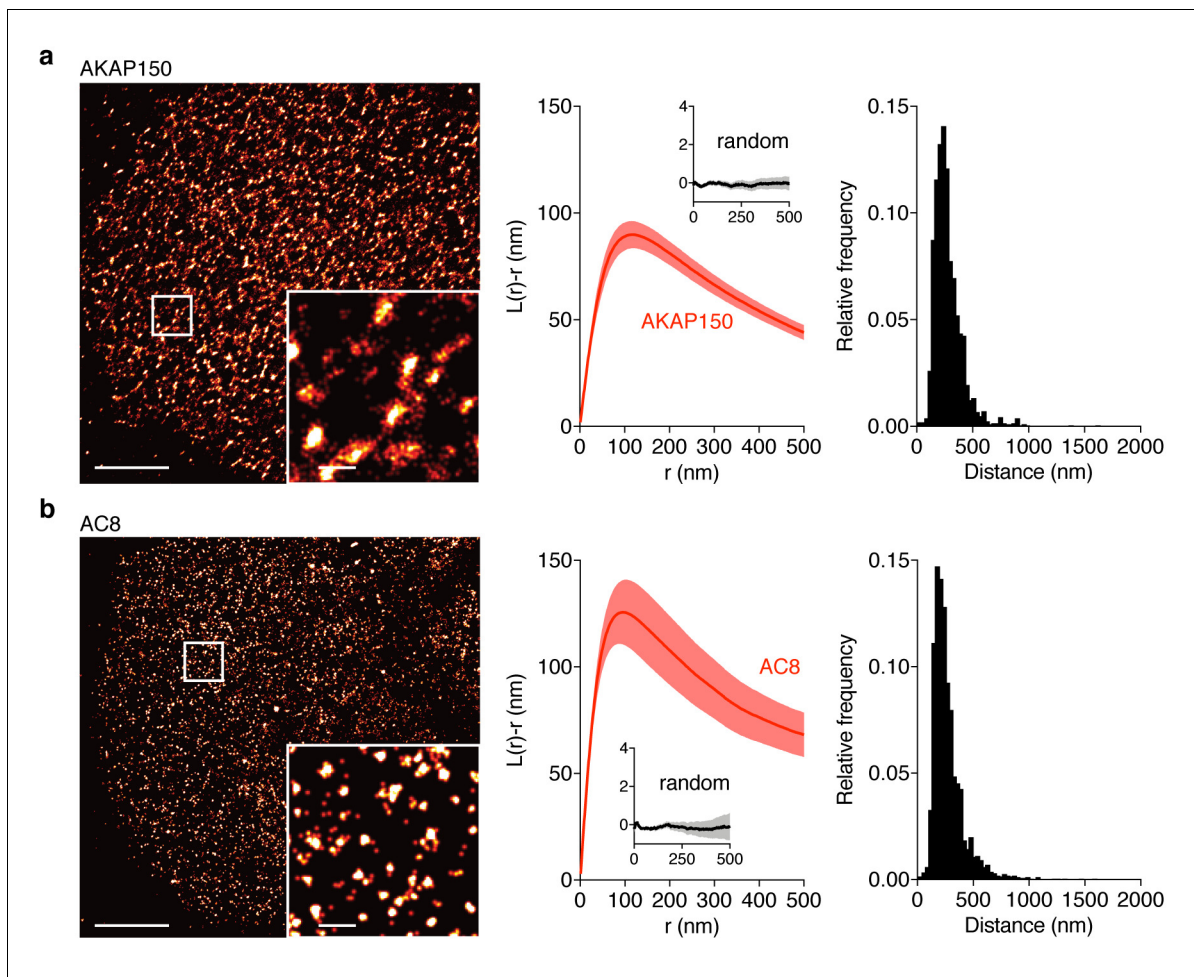 a
AKAP150
150
100
50
0
L(r)-r (nm)
0 100 200 300 400 500
r (nm)
AKAP150
4
2
0
random
0 250 500
0.15
0.10
0.05
0.00
Relative frequency
0 500 1000 1500 2000
Distance (nm)
b
AC8
150
100
50
0
L(r)-r (nm)
0 100 200 300 400 500
r (nm)
AC8
4
2
0
random
0 250 500
0.15
0.10
0.05
0.00
Relative frequency
0 500 1000 1500 2000
Distance (nm)